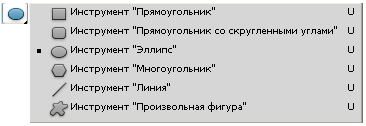 Инструмент "Прямоугольник" U
Инструмент "Прямоугольник со скругленными углами" U
Инструмент "Эллипс" U
Инструмент "Многоугольник" U
Инструмент "Линия" U
Инструмент "Произвольная фигура" U